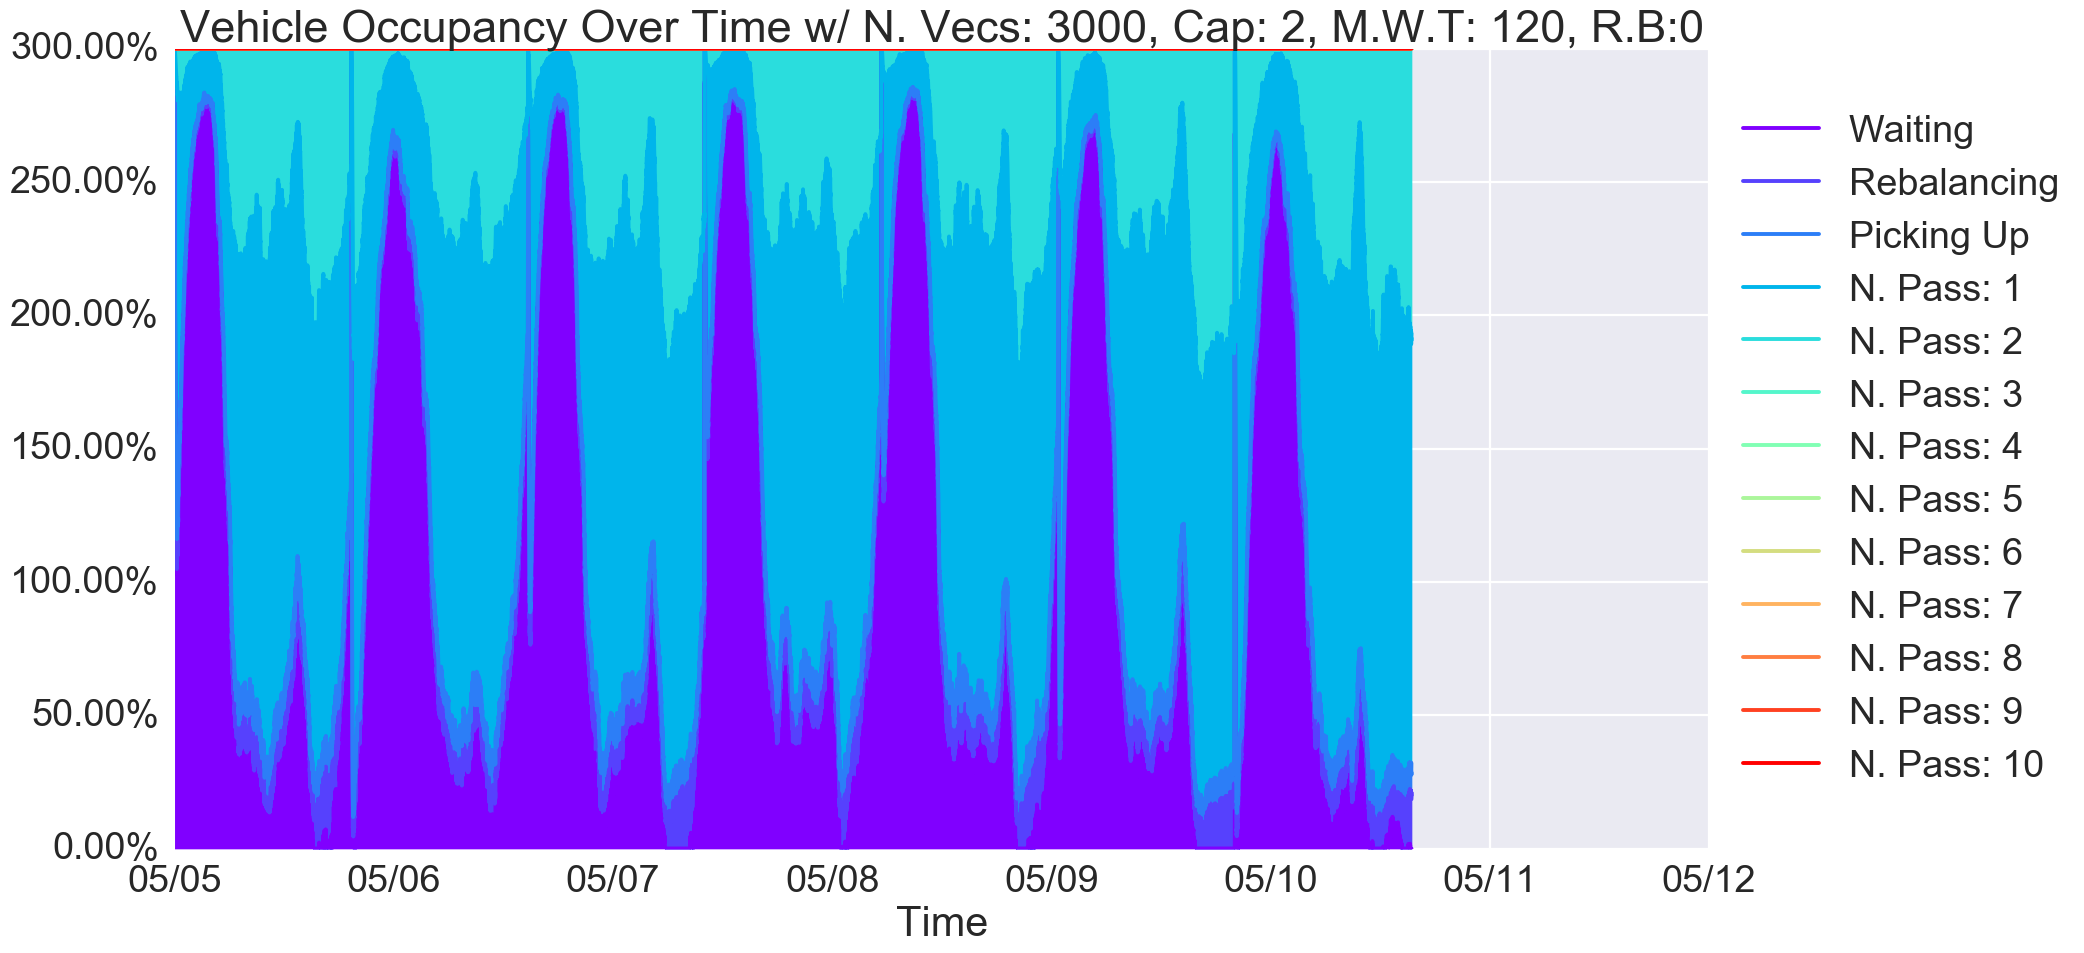 Vehicle Occupancy Over Time w/ N. Vecs: 3000, Cap: 2, M.W.T: 120, R.B:0
300.00%
250.00%
200.00%
150.00%
100.00%
50.00%
0.00%
05/05 05/06 05/07 05/08 05/09 05/10 05/11 05/12
Time
Waiting
Rebalancing
Picking Up
N. Pass: 1
N. Pass: 2
N. Pass: 3
N. Pass: 4
N. Pass: 5
N. Pass: 6
N. Pass: 7
N. Pass: 8
N. Pass: 9
N. Pass: 10